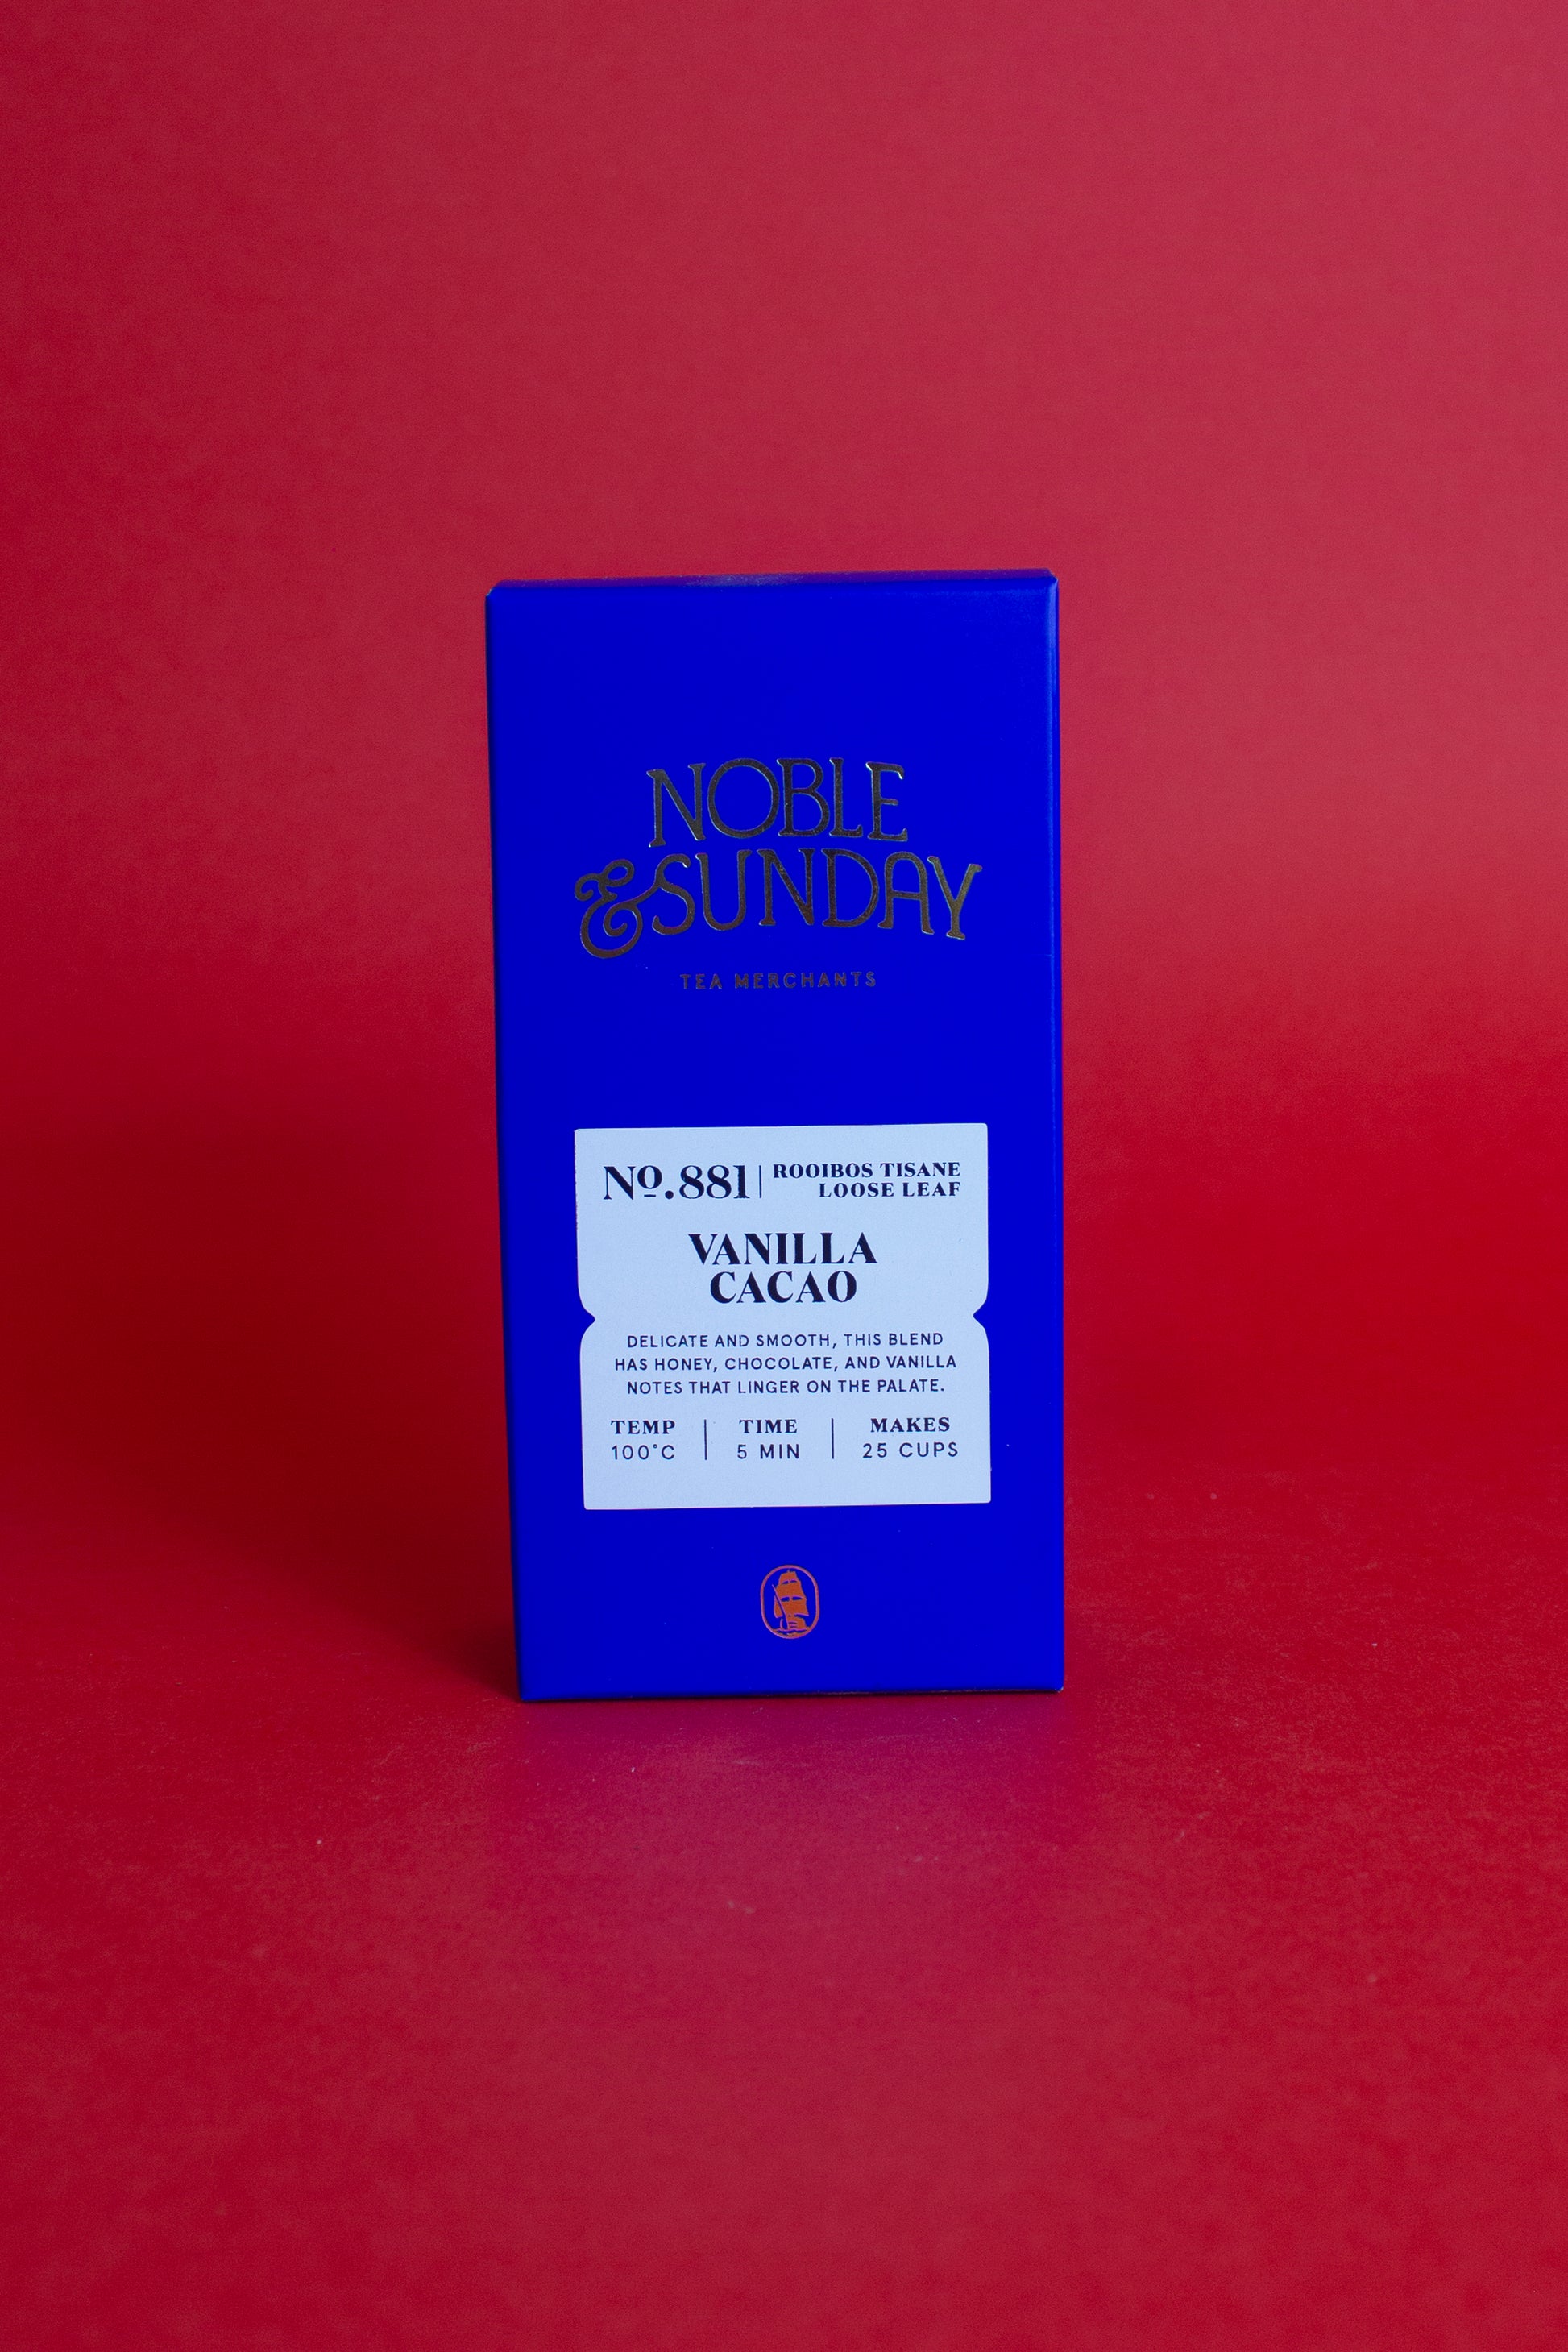 NOBLE
&SUNDAY
TEA MERCHANTS
Nº.881 | ROOIBOS TISANE
LOOSE LEAF
VANILLA
CACAO
DELICATE AND SMOOTH, THIS BLEND
HAS HONEY, CHOCOLATE, AND VANILLA
NOTES THAT LINGER ON THE PALATE.
TEMP | TIME | MAKES
100°C | 5 MIN | 25 CUPS